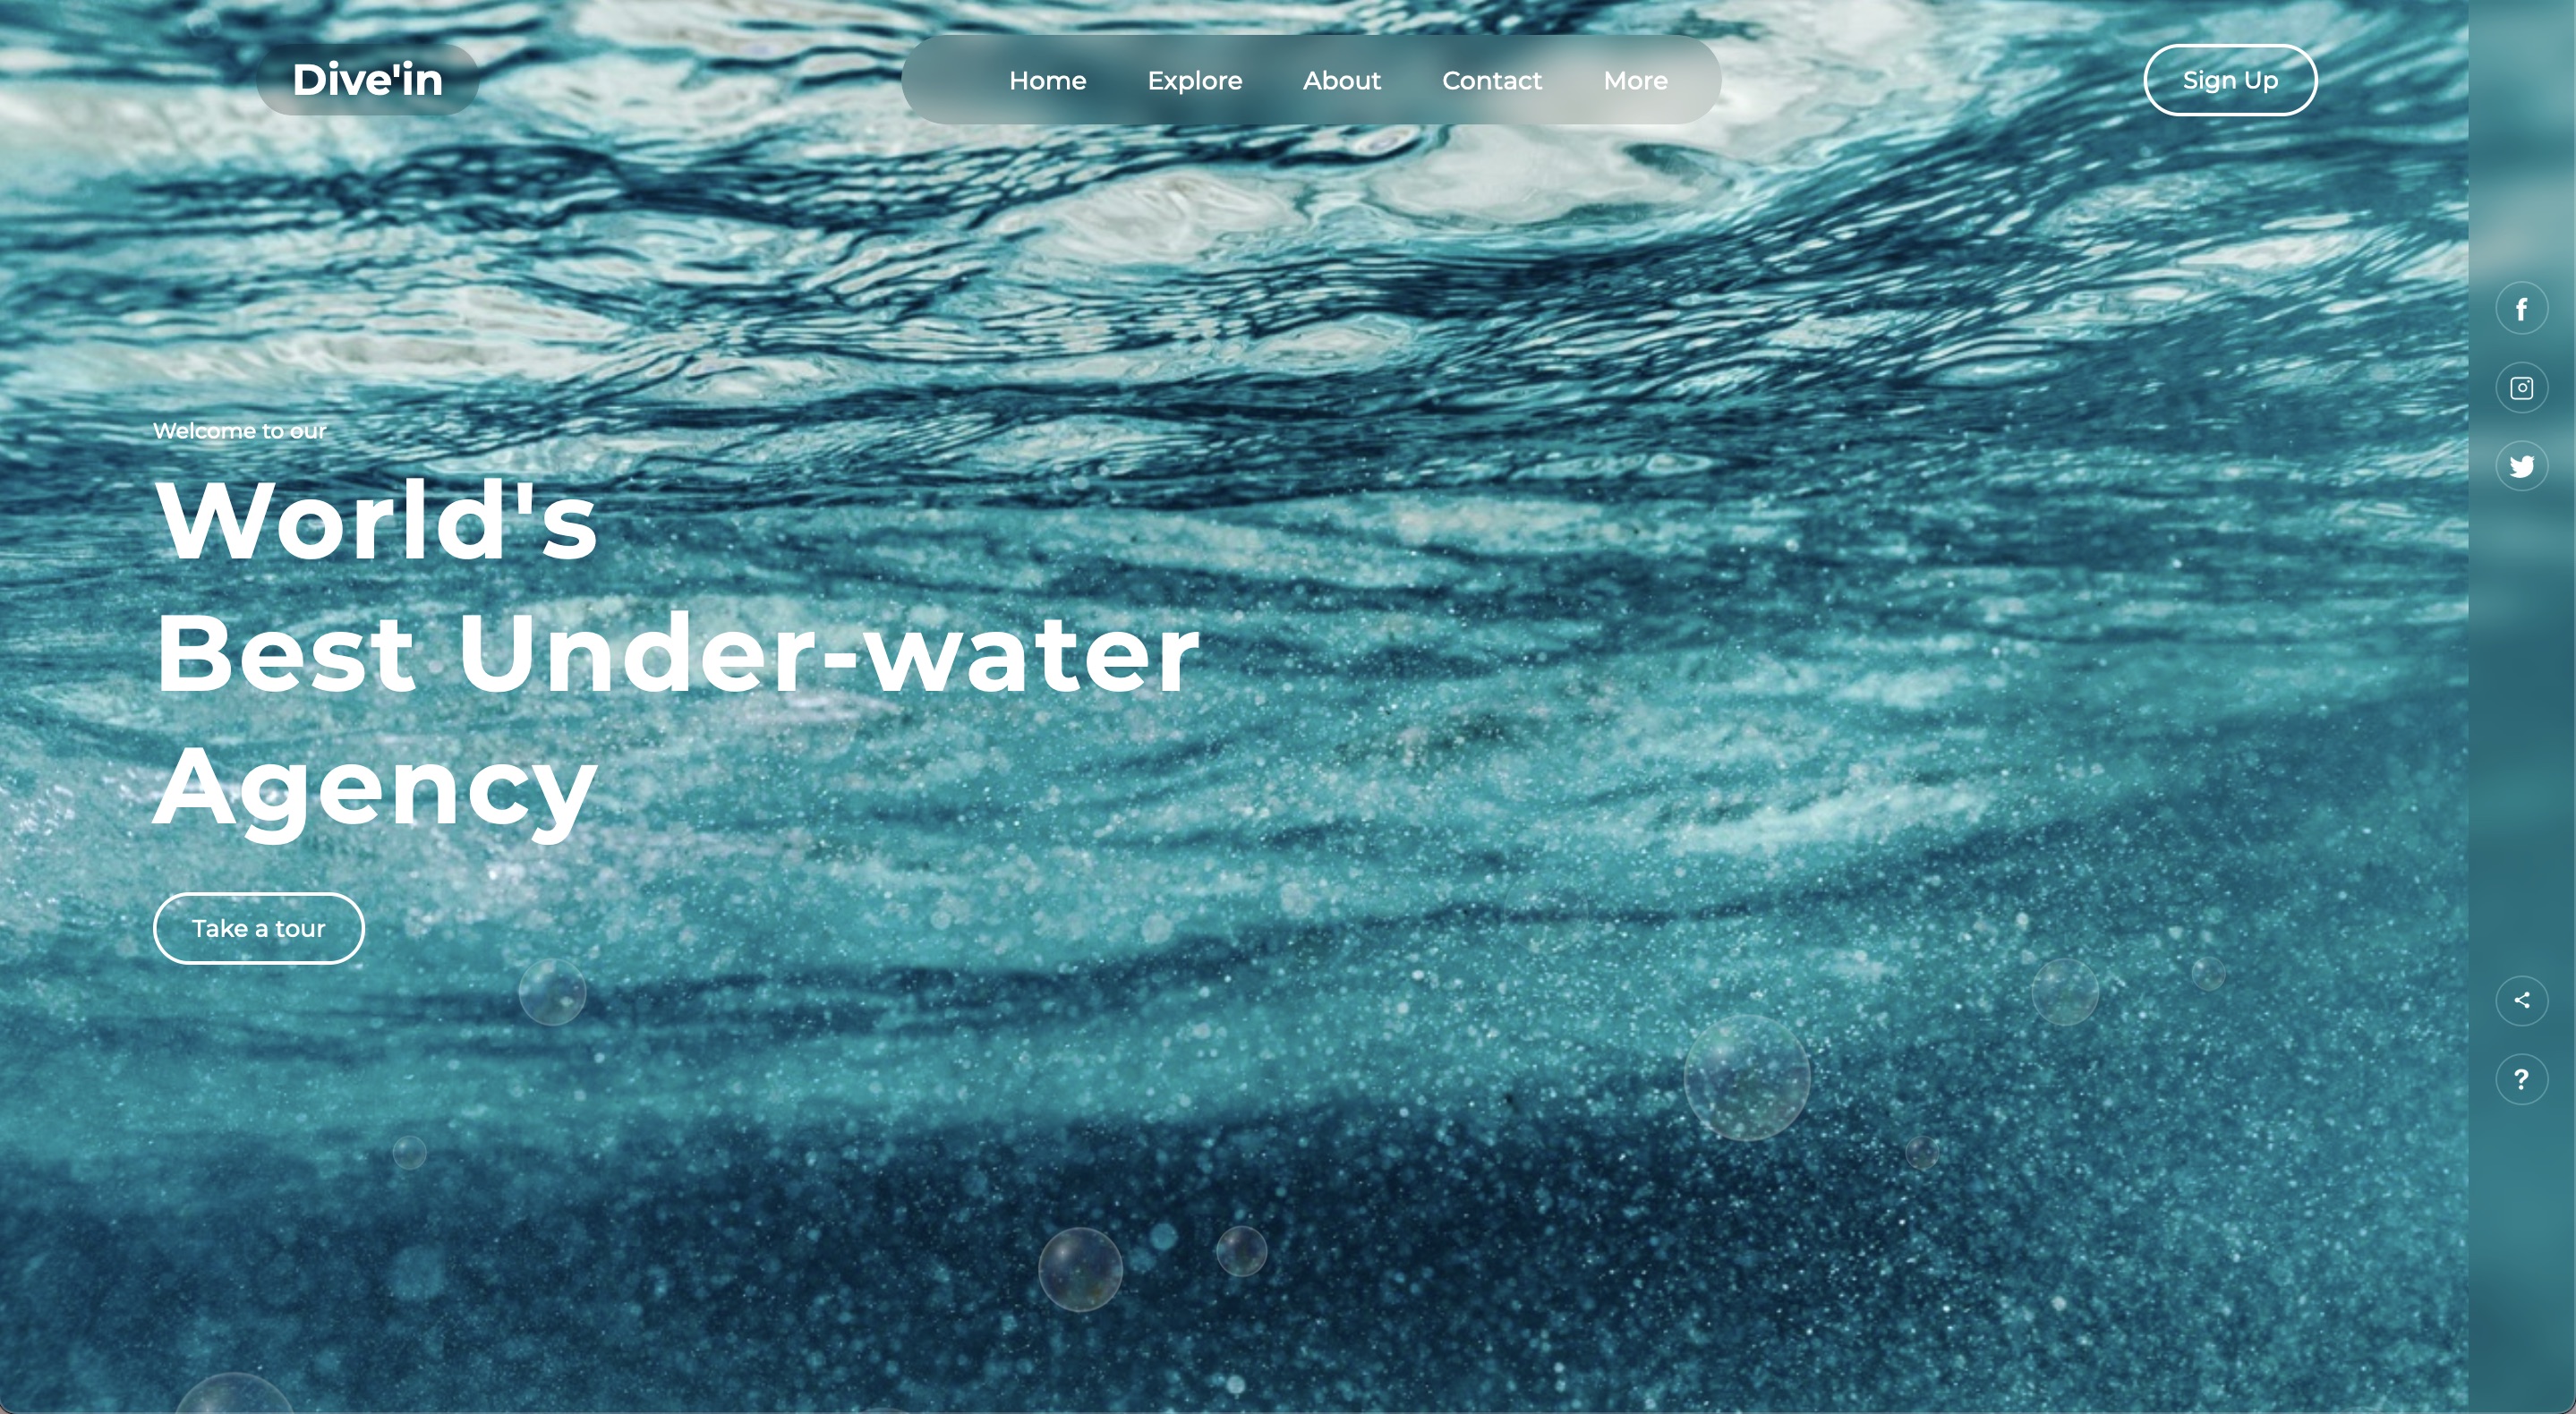 Dive'in
Home Explore About Contact More
Sign Up
Welcome to our
World's
Best Under-water
Agency
Take a tour
?